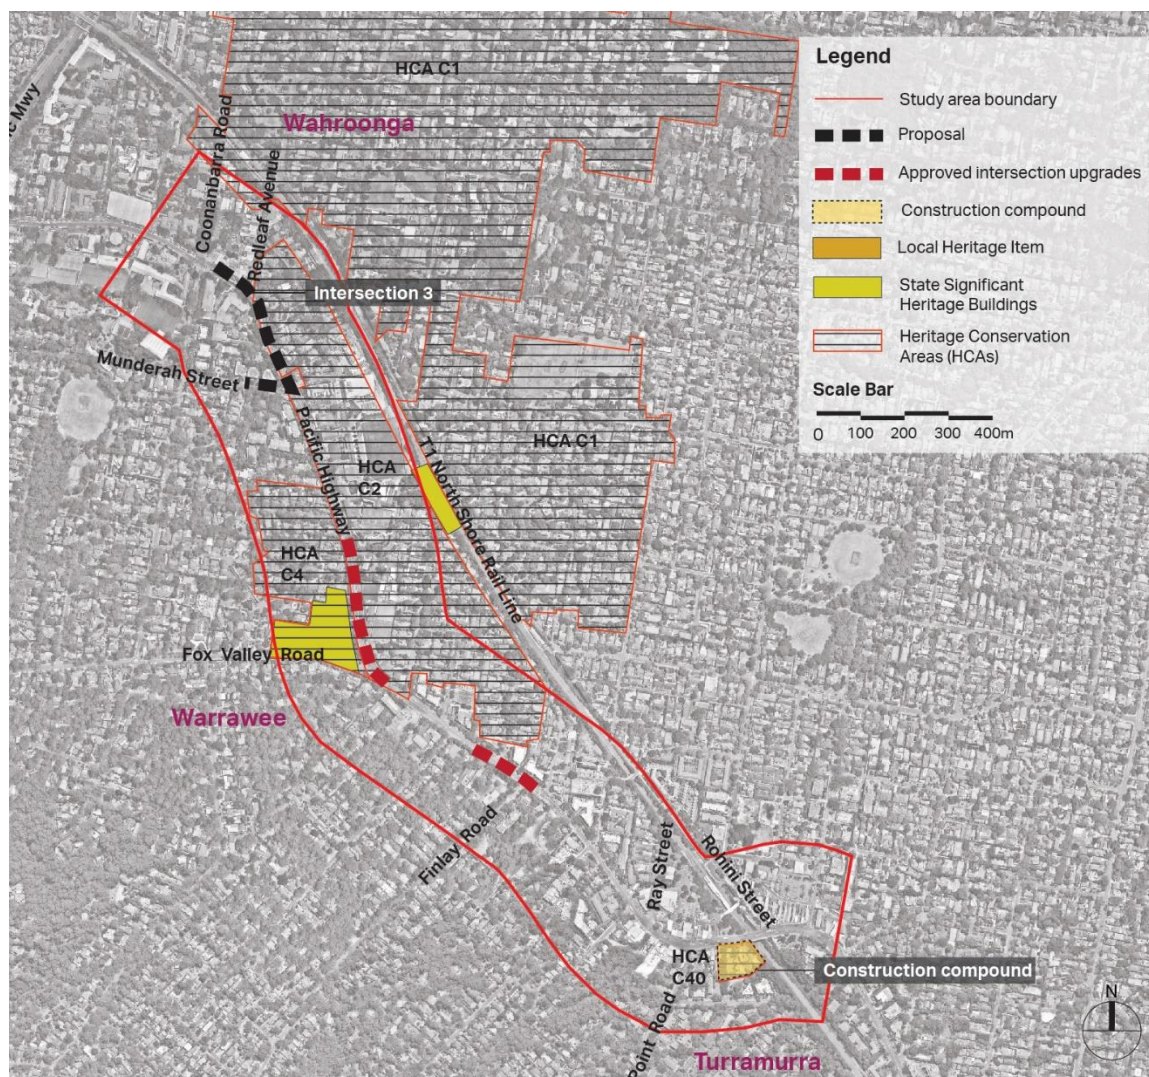 HCA C1
Wahroonga
ic Mwy
Coonanbarra Road
Redleaf Avenue
Intersection 3
Munderah Street
Pacific Highway
HCA
C2
T1 North Shore Rail Line
HCA C1
HCA
C4
Fox Valley Road
Warrawee
Finlay Road
Ray Street
Rohini Street
HCA
C40
Construction compound
Point Road
Turramurra
N
Legend
Study area boundary
Proposal
Approved intersection upgrades
Construction compound
Local Heritage Item
State Significant
Heritage Buildings
Heritage Conservation
Areas (HCAs)
Scale Bar
0 100 200 300 400m